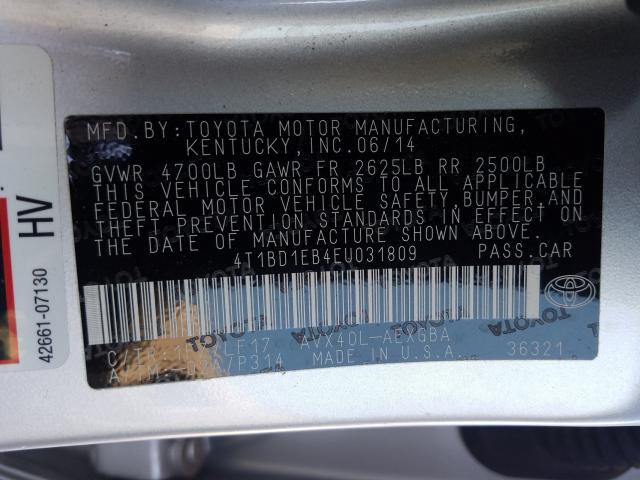 MFD.BY:TOYOTA MOTOR MANUFACTURING,
KENTUCKY,INC.06/14
GVWR 4700LB GAWR FR 2625LB RR 2500LB
THIS VEHICLE CONFORMS TO ALL APPLICABLE
FEDERAL MOTOR VEHICLE SAFETY,BUMPER,AND
THEFT PREVENTION STANDARDS IN EFFECT ON
THE DATE OF MANUFACTURE SHOWN ABOVE.
4T1BD1EB4EU031809 PASS.CAR
C/TR: AVX4DL-AEXGBA
MADE IN U.S.A. 36321
HV
42661-07130
TOYOTA